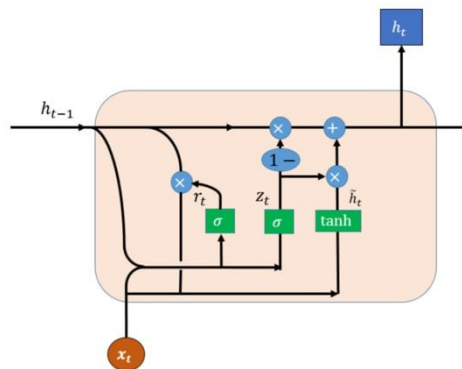 h_t
h_{t-1}
×
+
1 −
×
r_t
z_t
×
h̃_t
σ
σ
tanh
x_t